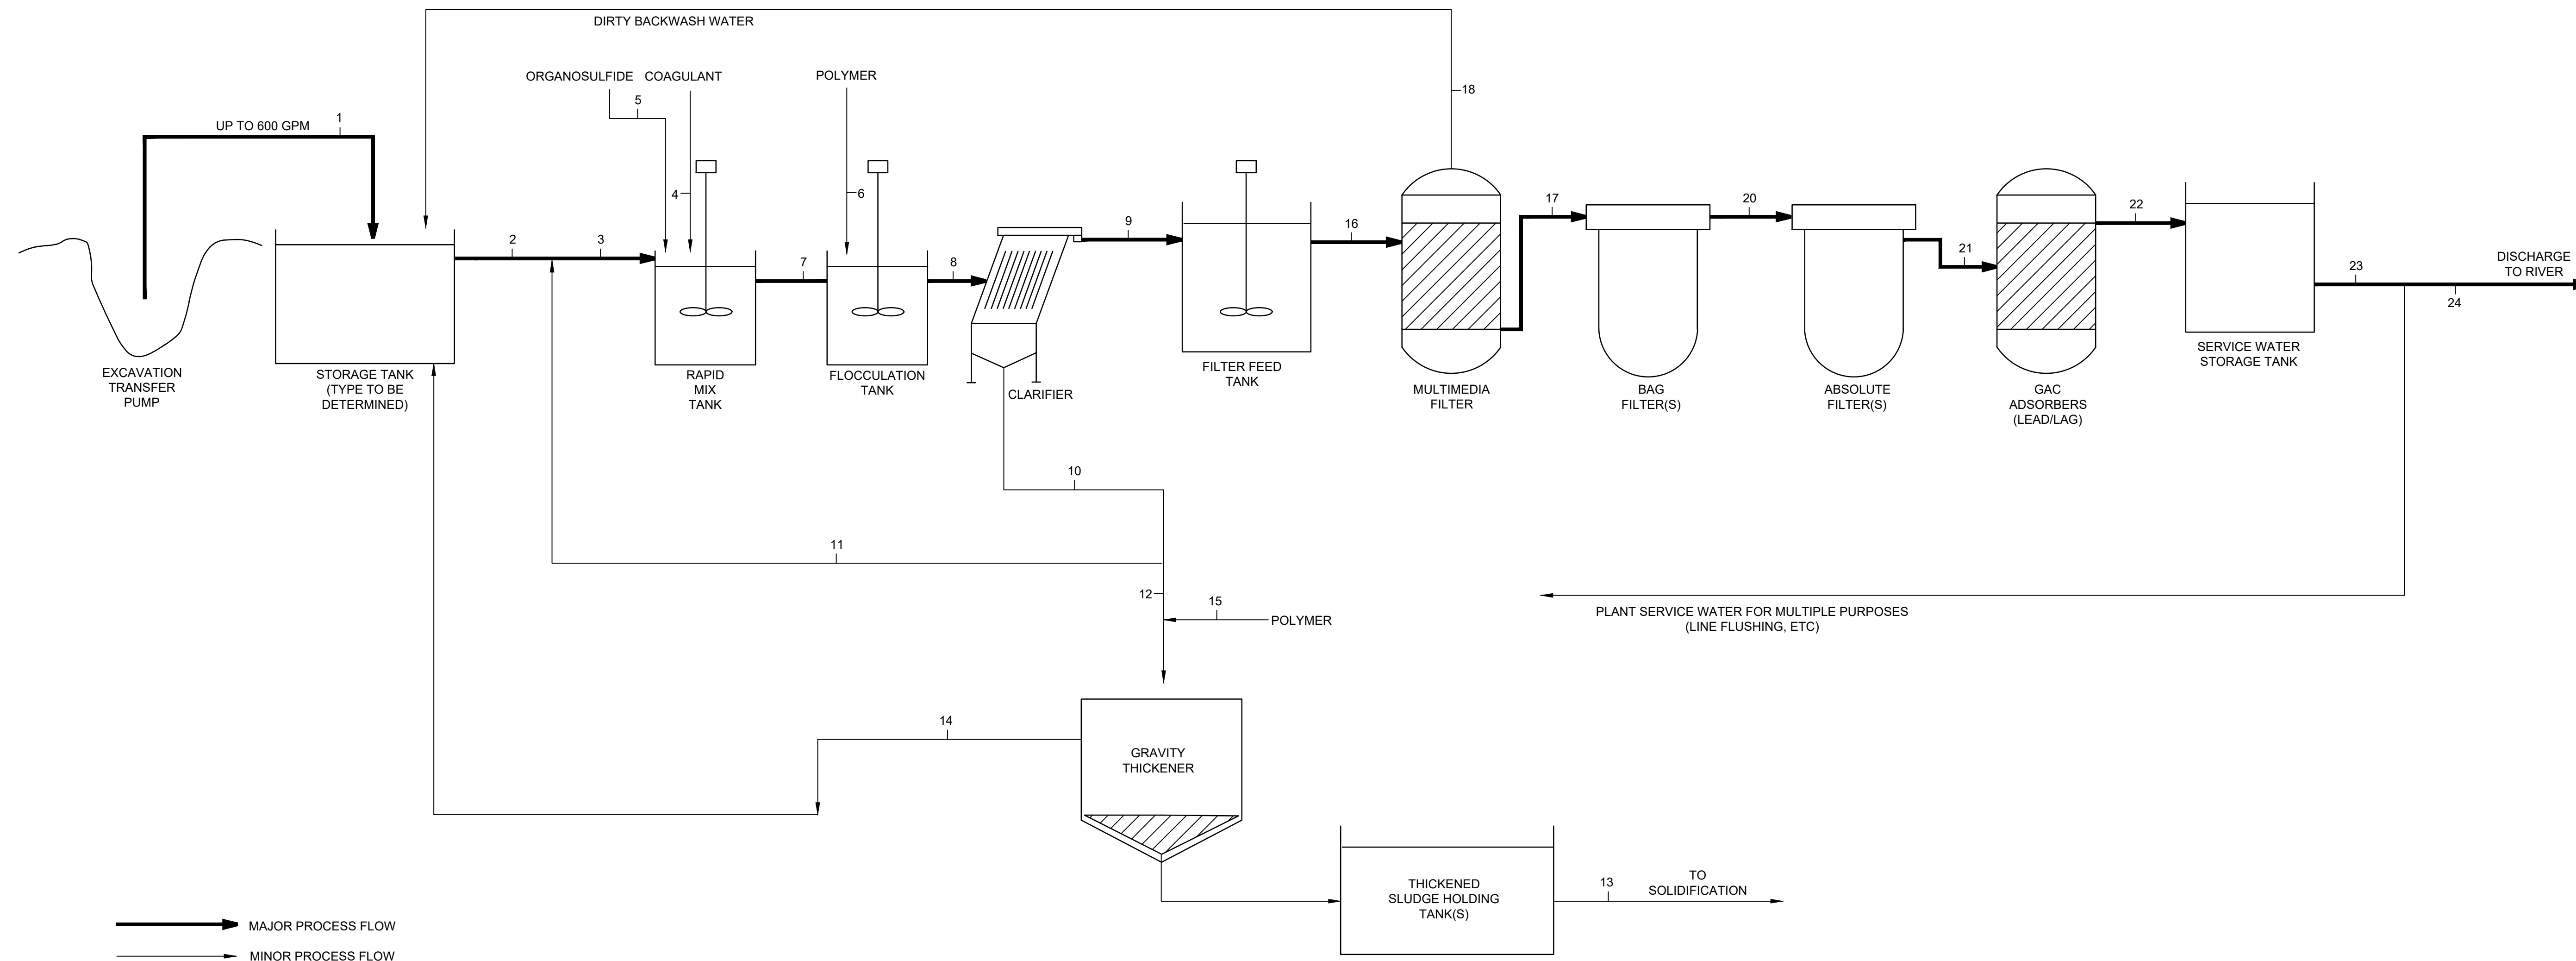 DIRTY BACKWASH WATER
ORGANOSULFIDE COAGULANT
POLYMER
5
18
UP TO 600 GPM
1
4
6
2
3
7
8
9
16
17
20
21
22
23
24
DISCHARGE
TO RIVER
EXCAVATION
TRANSFER
PUMP
STORAGE TANK
(TYPE TO BE
DETERMINED)
RAPID
MIX
TANK
FLOCCULATION
TANK
CLARIFIER
FILTER FEED
TANK
MULTIMEDIA
FILTER
BAG
FILTER(S)
ABSOLUTE
FILTER(S)
GAC
ADSORBERS
(LEAD/LAG)
SERVICE WATER
STORAGE TANK
10
11
12
15
POLYMER
PLANT SERVICE WATER FOR MULTIPLE PURPOSES
(LINE FLUSHING, ETC)
14
GRAVITY
THICKENER
THICKENED
SLUDGE HOLDING
TANK(S)
13
TO
SOLIDIFICATION
MAJOR PROCESS FLOW
MINOR PROCESS FLOW